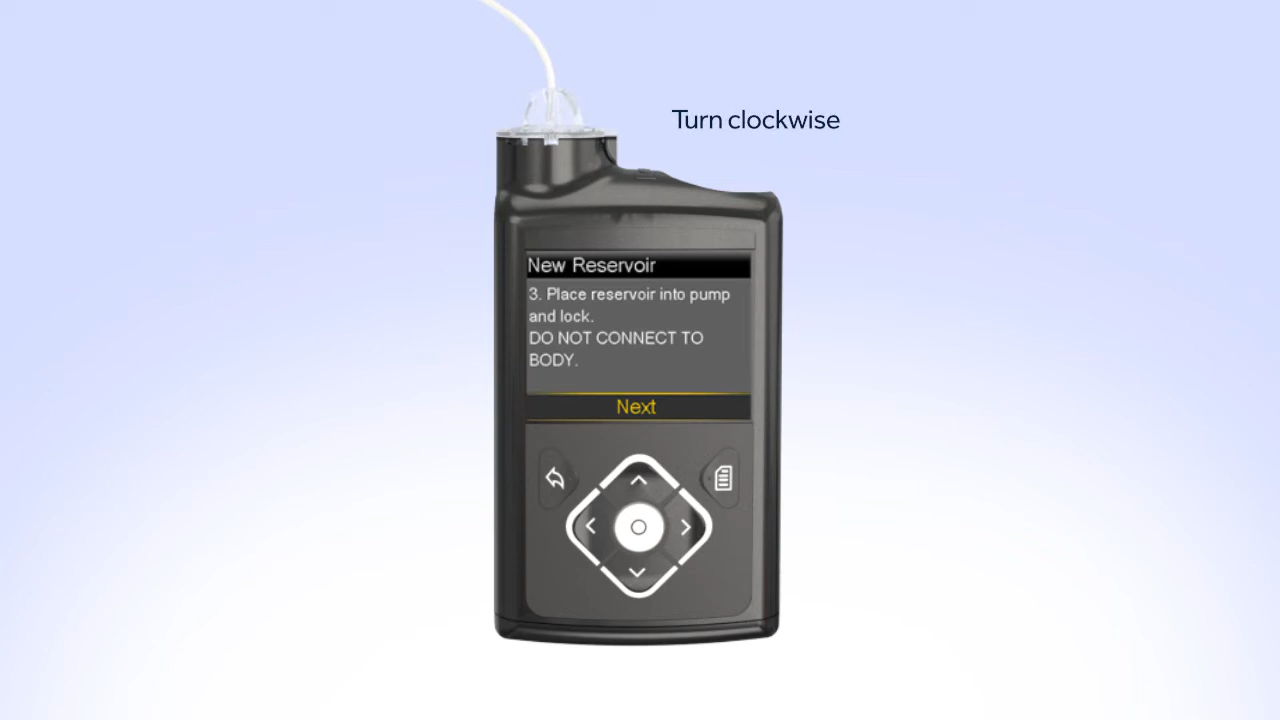 Turn clockwise
New Reservoir
3. Place reservoir into pump
and lock.
DO NOT CONNECT TO
BODY.
Next